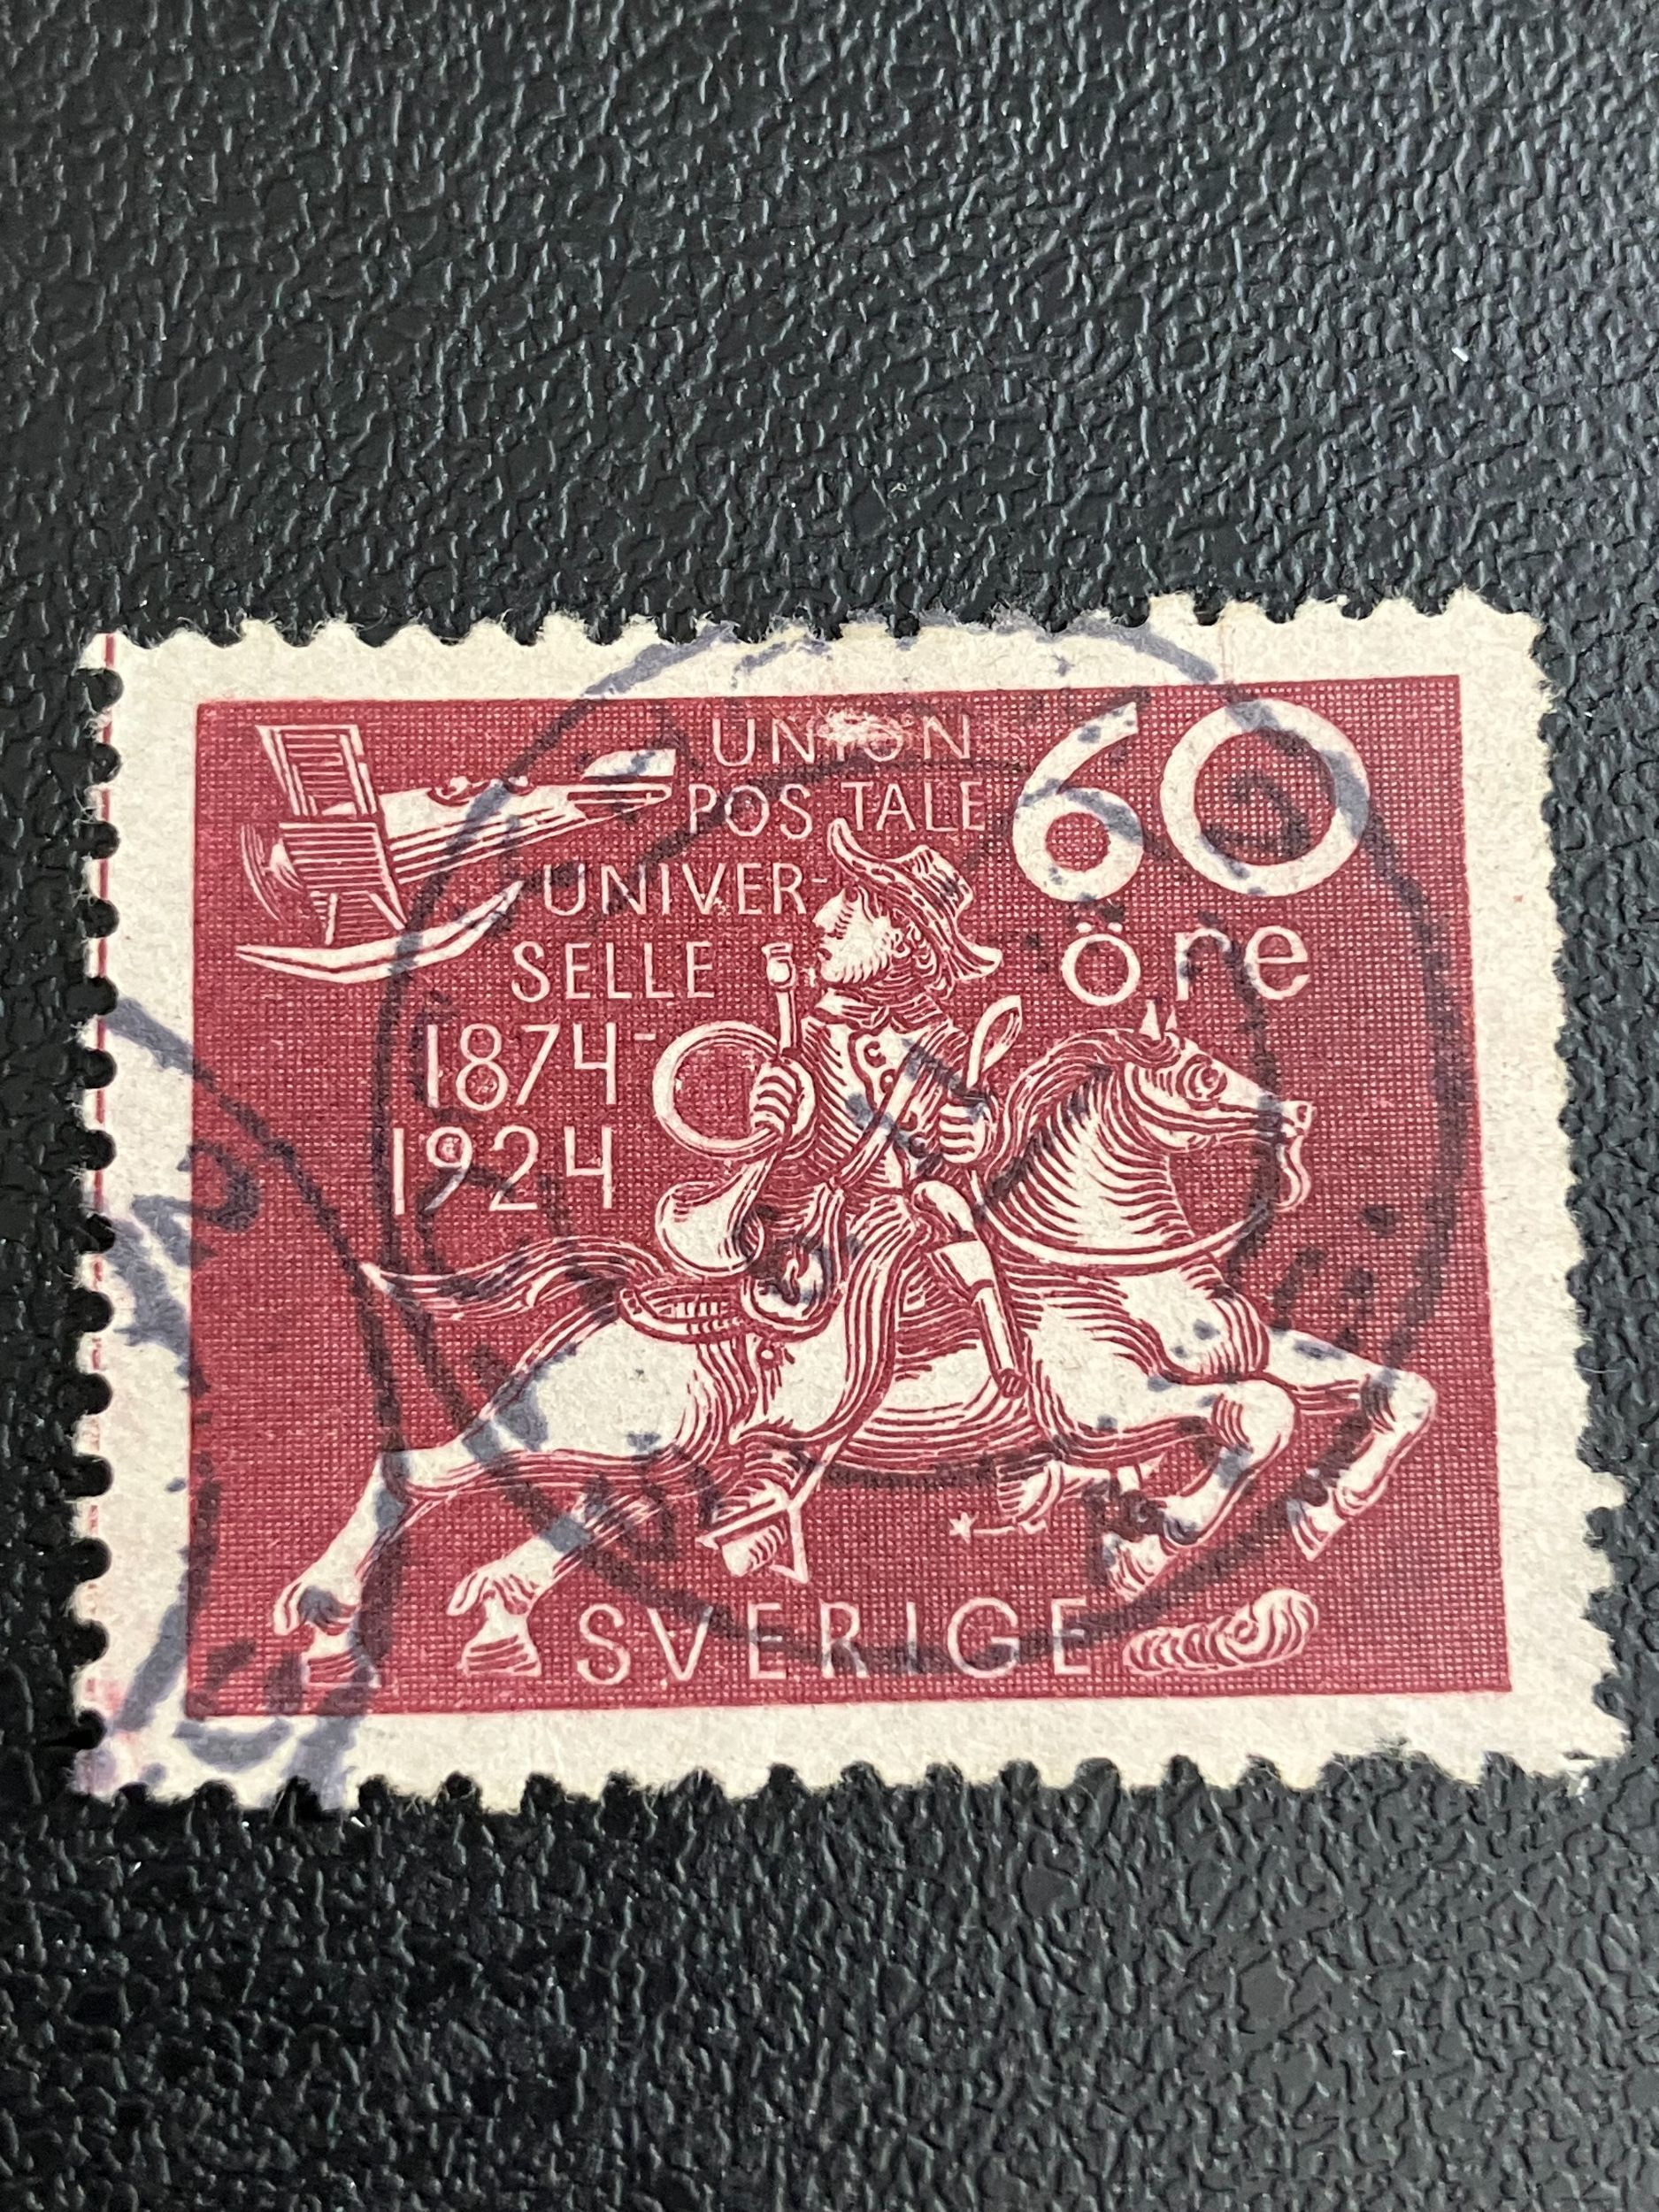 UNION
POSTALE
UNIVER-
SELLE
1874-
1924
60
öre
SVERIGE